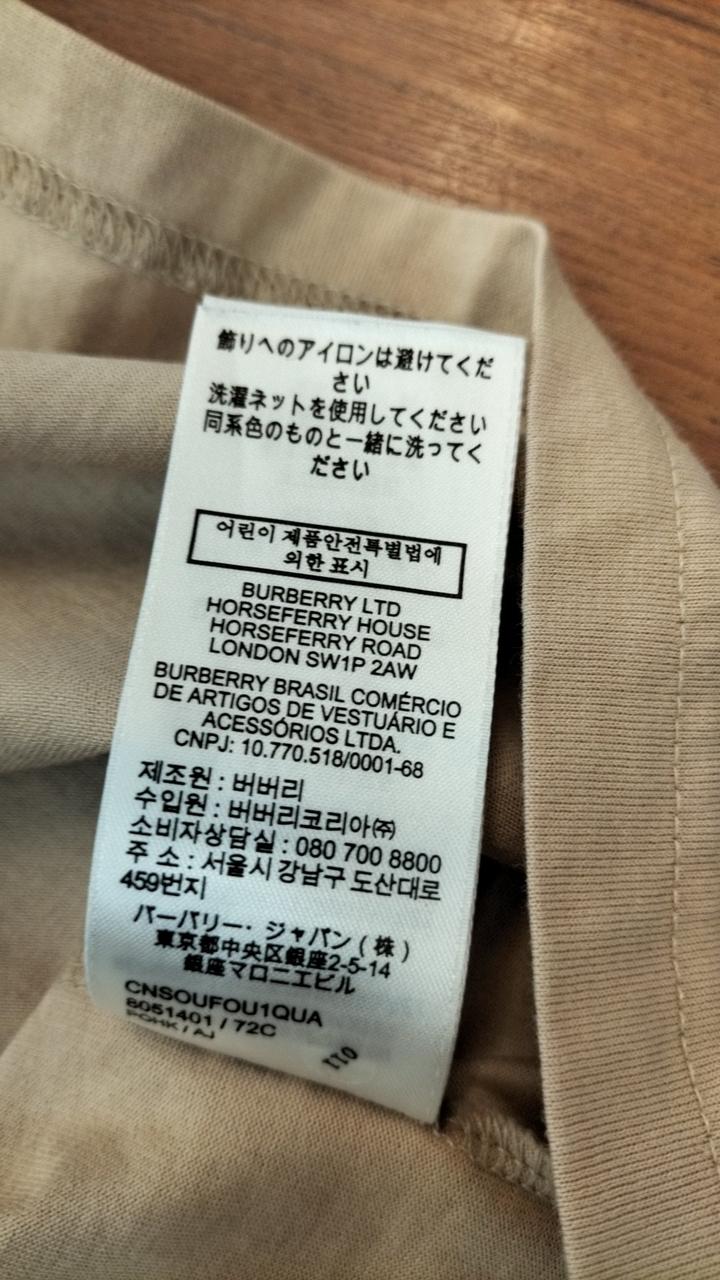 飾りへのアイロンは避けてくだ
さい
洗濯ネットを使用してください
同系色のものと一緒に洗ってく
ださい
어린이 제품안전특별법에
의한 표시
BURBERRY LTD
HORSEFERRY HOUSE
HORSEFERRY ROAD
LONDON SW1P 2AW
BURBERRY BRASIL COMÉRCIO
DE ARTIGOS DE VESTUÁRIO E
ACESSÓRIOS LTDA.
CNPJ: 10.770.518/0001-68
제조원 : 버버리
수입원 : 버버리코리아㈜
소비자상담실 : 080 700 8800
주 소 : 서울시 강남구 도산대로
459번지
バーバリー・ジャパン ( 株 )
東京都中央区銀座2-5-14
銀座マロニエビル
CNSOUFOU1QUA
8051401 / 72C
POHK / AJ
011